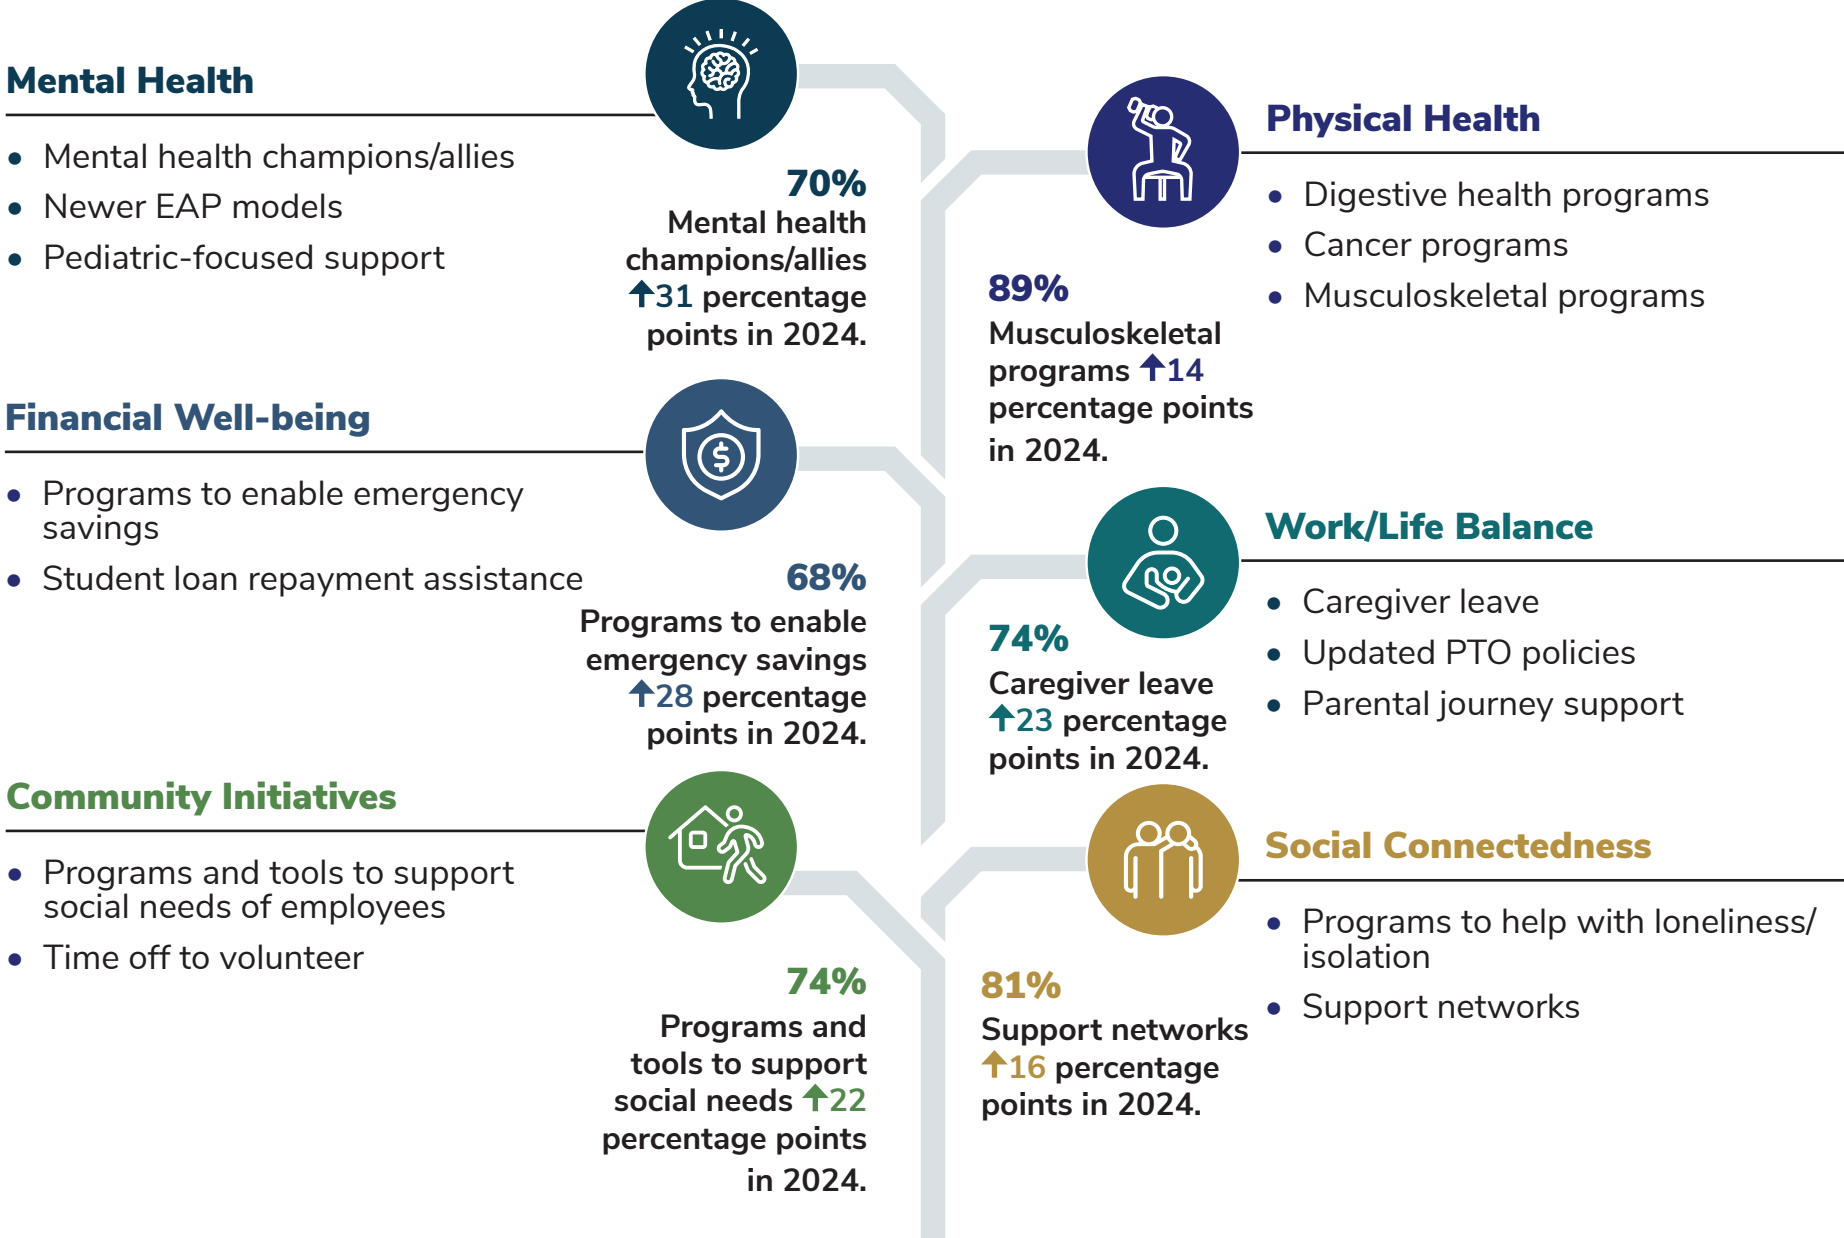 Mental Health
• Mental health champions/allies
• Newer EAP models
• Pediatric-focused support
70%
Mental health
champions/allies
↑31 percentage
points in 2024.
Physical Health
• Digestive health programs
• Cancer programs
• Musculoskeletal programs
89%
Musculoskeletal
programs ↑14
percentage points
in 2024.
Financial Well-being
• Programs to enable emergency
savings
• Student loan repayment assistance
68%
Programs to enable
emergency savings
↑28 percentage
points in 2024.
Work/Life Balance
• Caregiver leave
• Updated PTO policies
• Parental journey support
74%
Caregiver leave
↑23 percentage
points in 2024.
Community Initiatives
• Programs and tools to support
social needs of employees
• Time off to volunteer
74%
Programs and
tools to support
social needs ↑22
percentage points
in 2024.
Social Connectedness
• Programs to help with loneliness/
isolation
• Support networks
81%
Support networks
↑16 percentage
points in 2024.